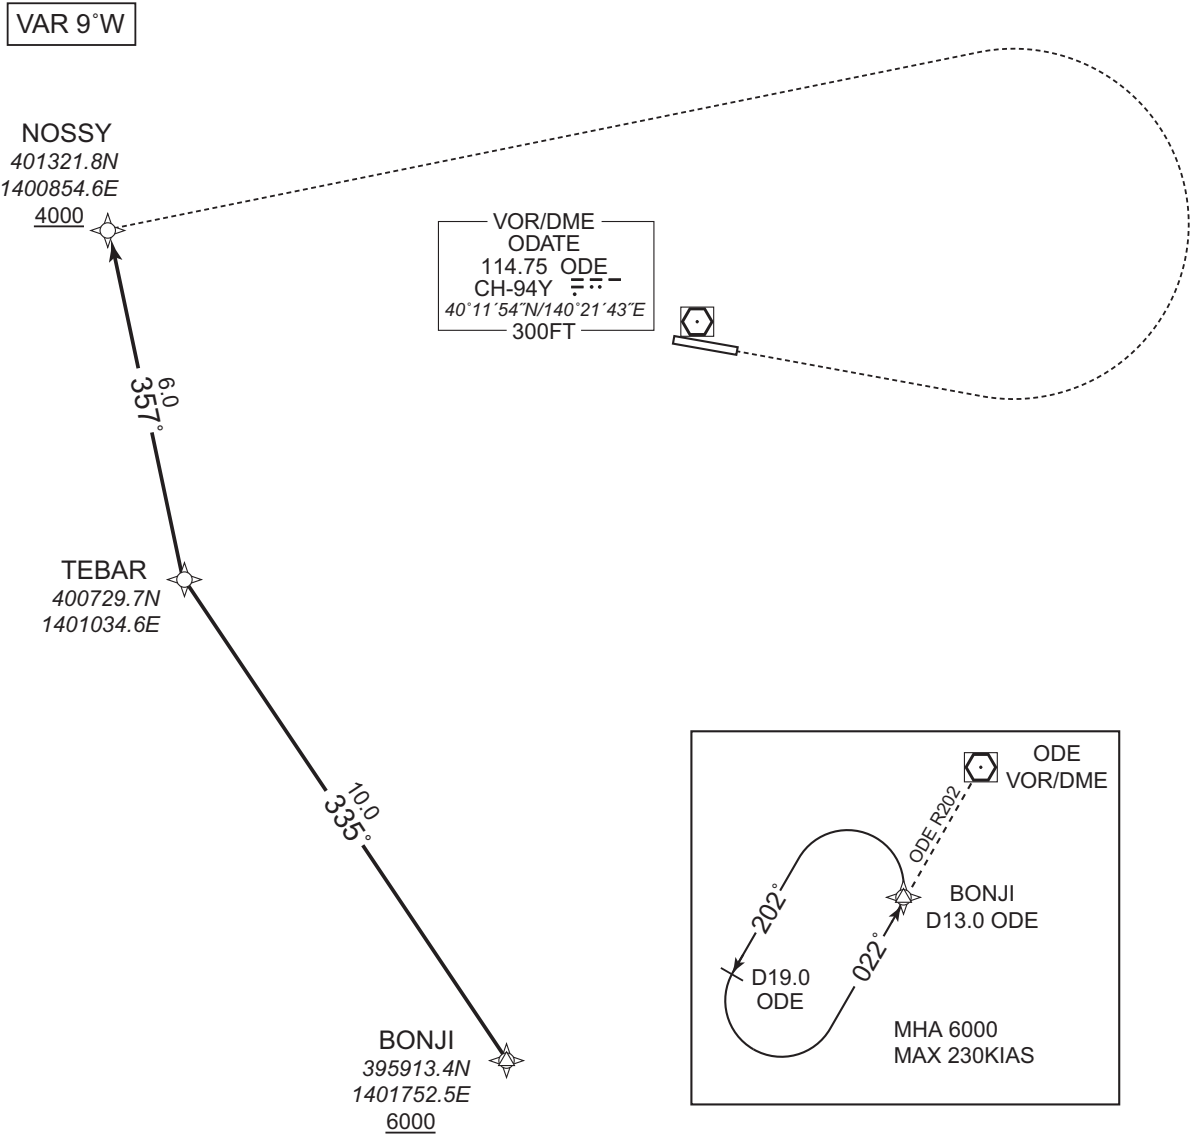 VAR 9˚W
NOSSY
401321.8N
1400854.6E
4000
VOR/DME
ODATE
114.75 ODE
CH-94Y
40˚11´54˝N/140˚21´43˝E
300FT
6.0
357˚
TEBAR
400729.7N
1401034.6E
10.0
335˚
BONJI
395913.4N
1401752.5E
6000
ODE
VOR/DME
ODE R202
BONJI
D13.0 ODE
202˚
022˚
D19.0
ODE
MHA 6000
MAX 230KIAS